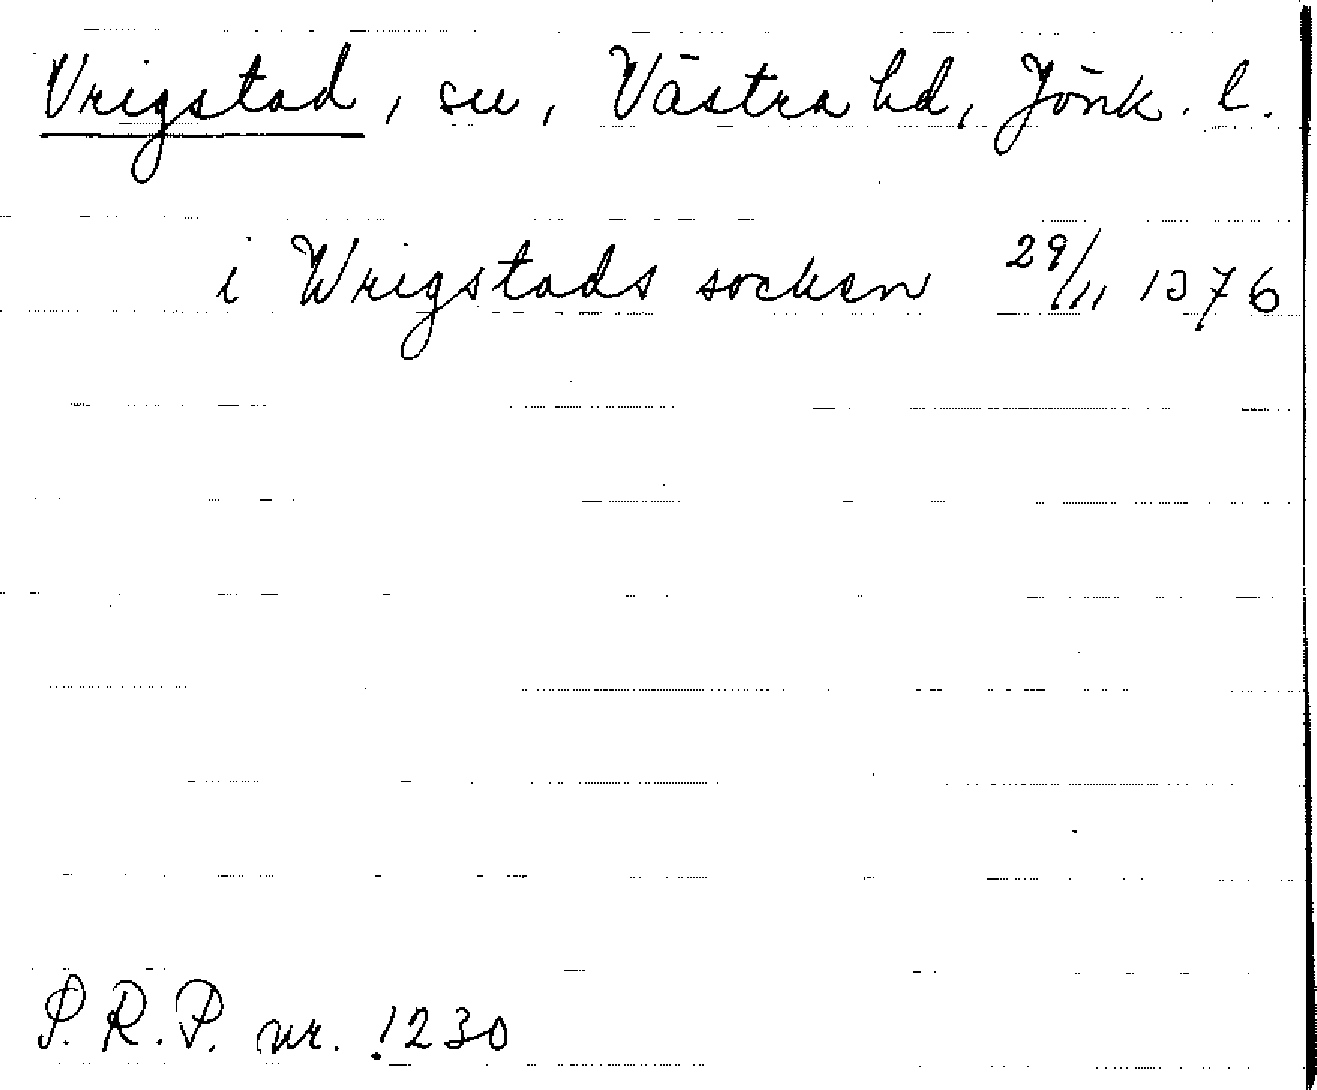 Vrigstad, sn, Västra hd, Jönk. l.
i Wrigstads socken 29/11 1376
S.R.P. nr. 1230